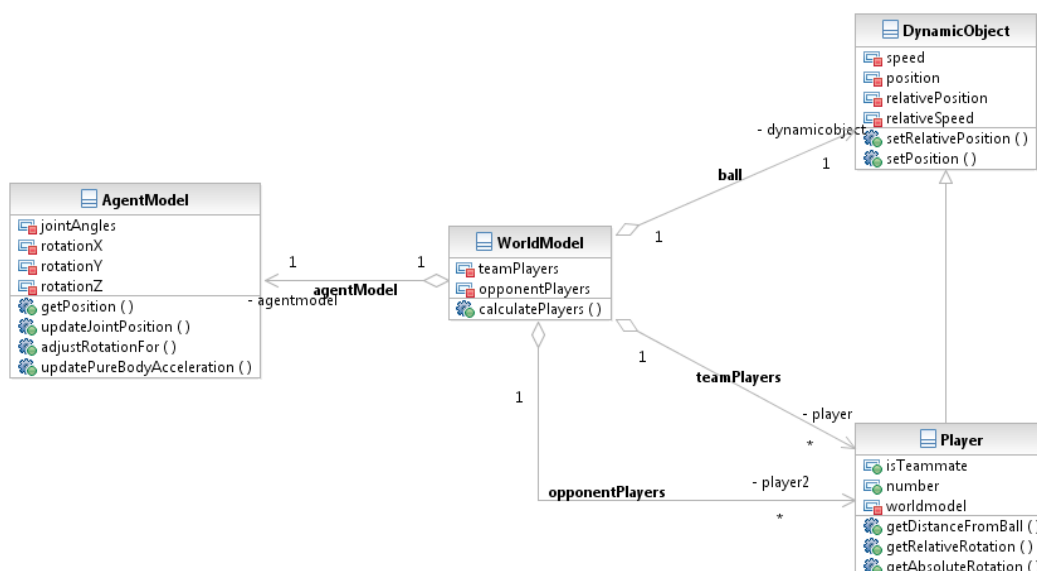 DynamicObject
speed
position
relativePosition
relativeSpeed
setRelativePosition ( )
setPosition ( )
- dynamicobject
1
ball
1
AgentModel
jointAngles
rotationX
rotationY
rotationZ
getPosition ( )
updateJointPosition ( )
adjustRotationFor ( )
updatePureBodyAcceleration ( )
1
1
agentModel
- agentmodel
WorldModel
teamPlayers
opponentPlayers
calculatePlayers ( )
1
teamPlayers
- player
*
1
opponentPlayers
- player2
*
Player
isTeammate
number
worldmodel
getDistanceFromBall ( )
getRelativeRotation ( )
getAbsoluteRotation ( )